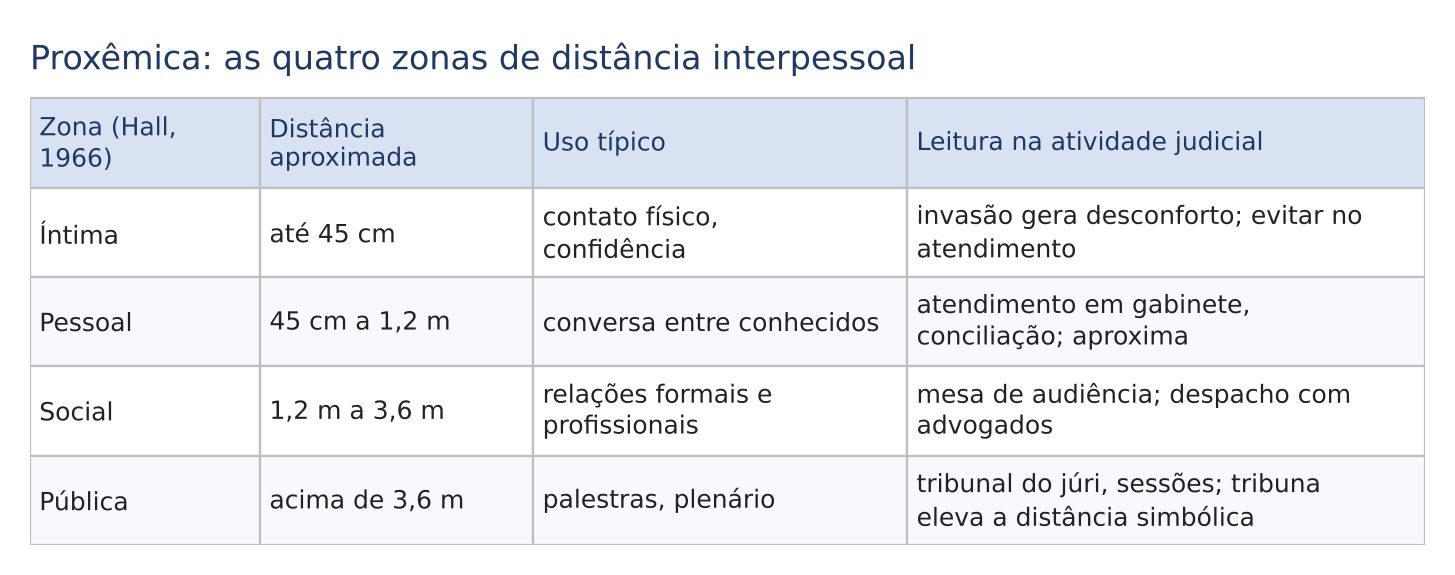 Proxêmica: as quatro zonas de distância interpessoal
Zona (Hall,
1966)
Distância
aproximada
Uso típico
Leitura na atividade judicial
Íntima
até 45 cm
contato físico,
confidência
invasão gera desconforto; evitar no
atendimento
Pessoal
45 cm a 1,2 m
conversa entre conhecidos
atendimento em gabinete,
conciliação; aproxima
Social
1,2 m a 3,6 m
relações formais e
profissionais
mesa de audiência; despacho com
advogados
Pública
acima de 3,6 m
palestras, plenário
tribunal do júri, sessões; tribuna
eleva a distância simbólica